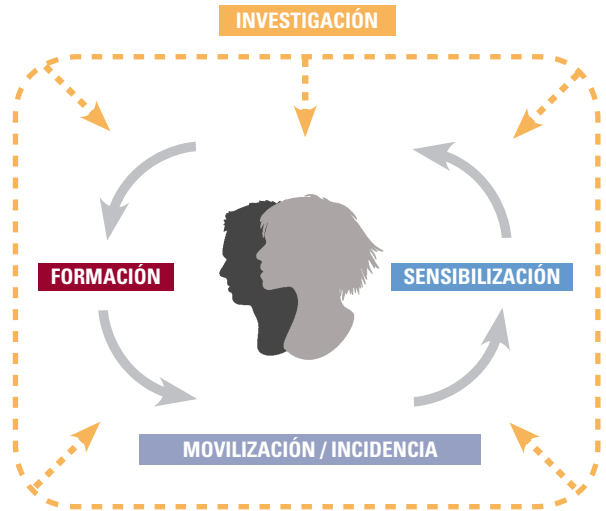 INVESTIGACIÓN
FORMACIÓN
SENSIBILIZACIÓN
MOVILIZACIÓN / INCIDENCIA